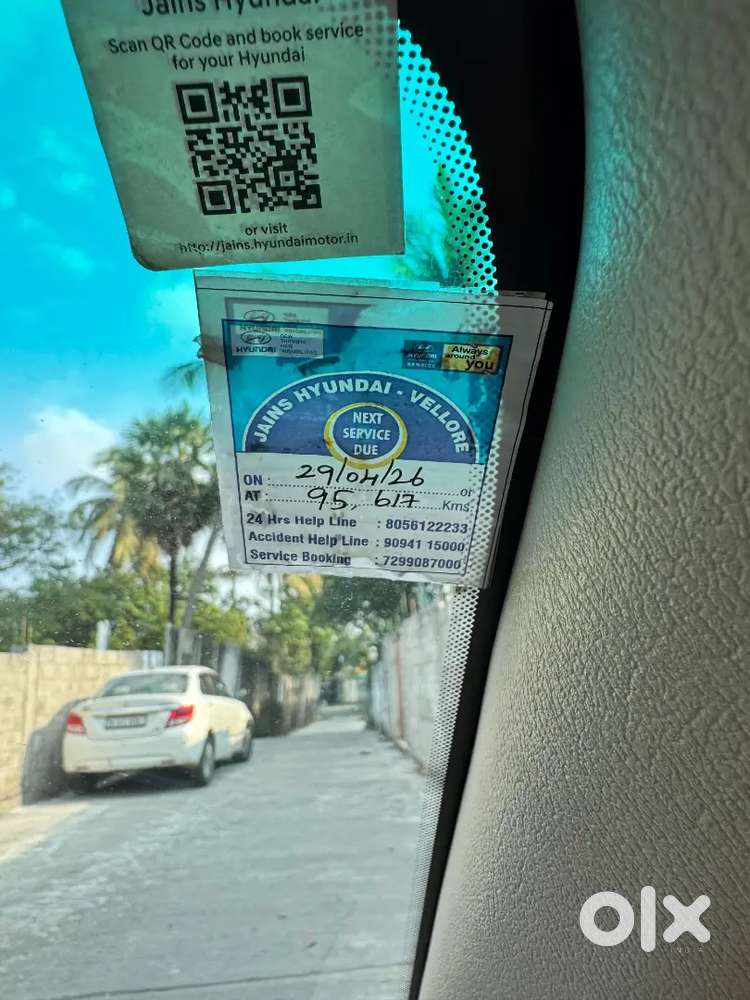 Jains Hyundai
Scan QR Code and book service
for your Hyundai
or visit
http://jains.hyundaimotor.in
HYUNDAI
HYUNDAI
Always
around
you
JAINS HYUNDAI - VELLORE
NEXT
SERVICE
DUE
ON : 29/04/26 or
AT : 95,617 Kms
24 Hrs Help Line : 8056122233
Accident Help Line : 90941 15000
Service Booking : 7299087000
olx